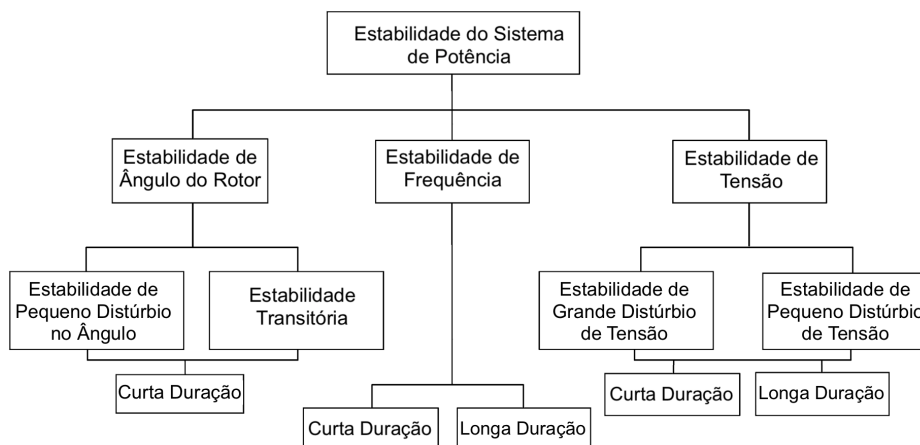 Estabilidade do Sistema
de Potência
Estabilidade de
Ângulo do Rotor
Estabilidade de
Frequência
Estabilidade de
Tensão
Estabilidade de
Pequeno Distúrbio
no Ângulo
Estabilidade
Transitória
Estabilidade de
Grande Distúrbio
de Tensão
Estabilidade de
Pequeno Distúrbio
de Tensão
Curta Duração
Curta Duração
Longa Duração
Curta Duração
Longa Duração